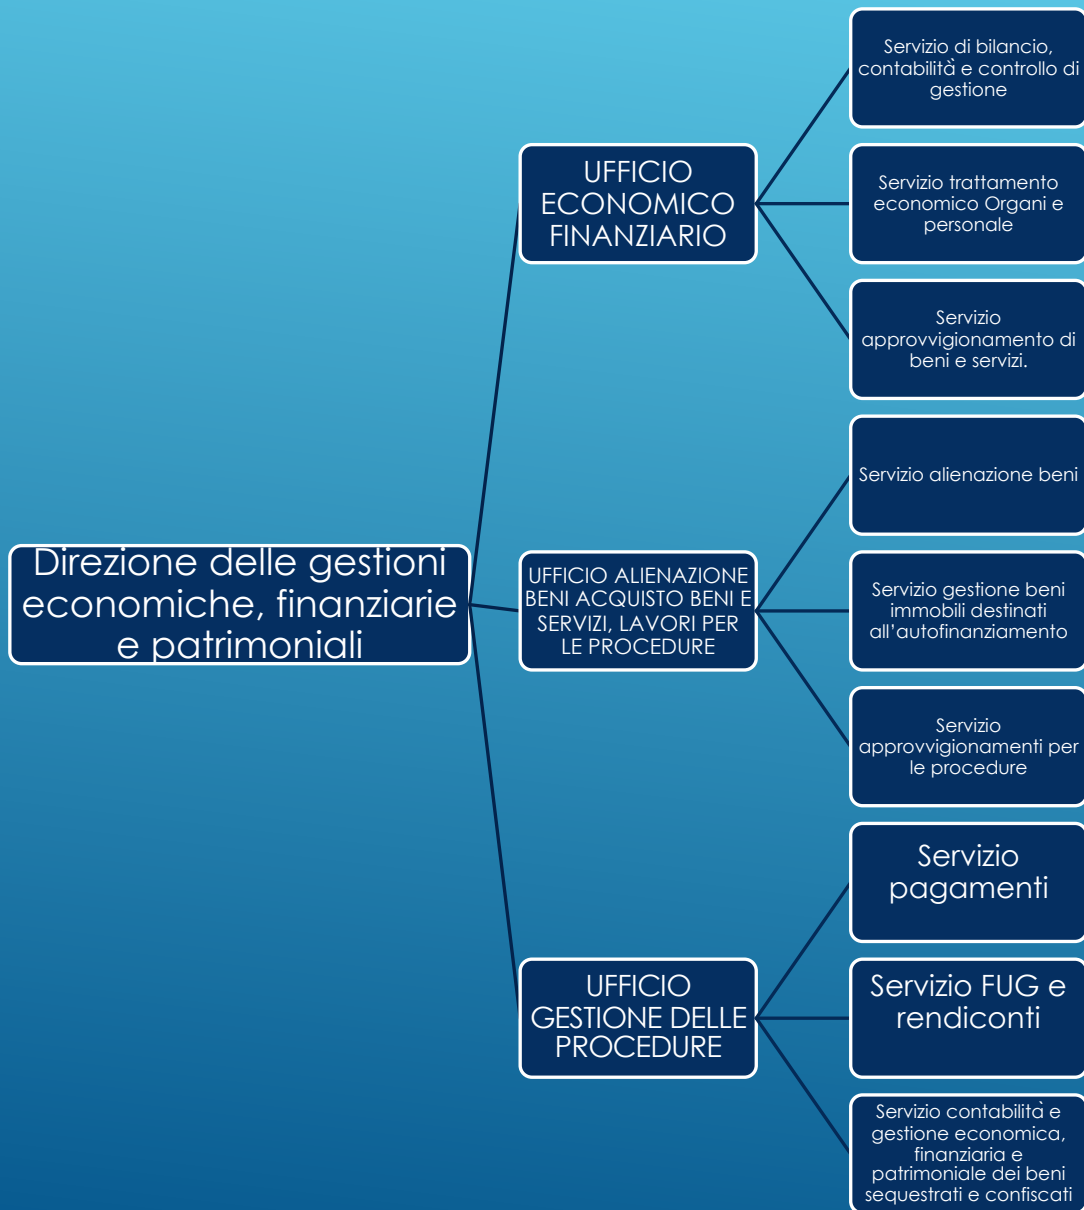 Direzione delle gestioni
economiche, finanziarie
e patrimoniali
UFFICIO
ECONOMICO
FINANZIARIO
Servizio di bilancio,
contabilità e controllo di
gestione
Servizio trattamento
economico Organi e
personale
Servizio
approvvigionamento di
beni e servizi.
UFFICIO ALIENAZIONE
BENI ACQUISTO BENI E
SERVIZI, LAVORI PER
LE PROCEDURE
Servizio alienazione beni
Servizio gestione beni
immobili destinati
all'autofinanziamento
Servizio
approvvigionamenti per
le procedure
UFFICIO
GESTIONE DELLE
PROCEDURE
Servizio
pagamenti
Servizio FUG e
rendiconti
Servizio contabilità e
gestione economica,
finanziaria e
patrimoniale dei beni
sequestrati e confiscati